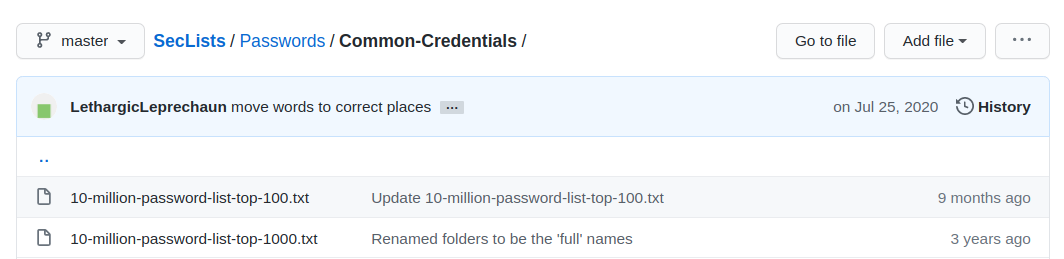 master SecLists / Passwords / Common-Credentials / Go to file Add file ...
LethargicLeprechaun move words to correct places ... on Jul 25, 2020 History
..
10-million-password-list-top-100.txt Update 10-million-password-list-top-100.txt 9 months ago
10-million-password-list-top-1000.txt Renamed folders to be the 'full' names 3 years ago